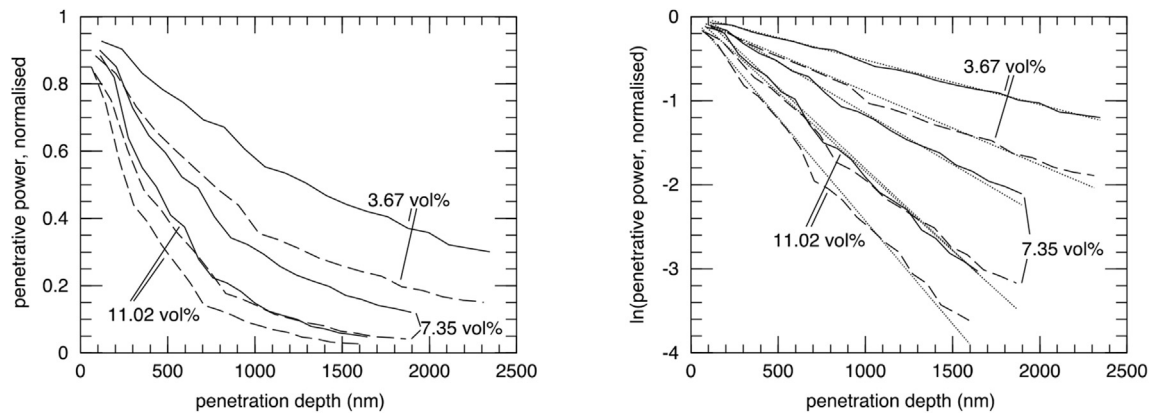 1
0.8
0.6
0.4
0.2
0
penetrative power, normalised
3.67 vol%
11.02 vol%
7.35 vol%
0 500 1000 1500 2000 2500
penetration depth (nm)
0
-1
-2
-3
-4
ln(penetrative power, normalised)
3.67 vol%
11.02 vol%
7.35 vol%
0 500 1000 1500 2000 2500
penetration depth (nm)